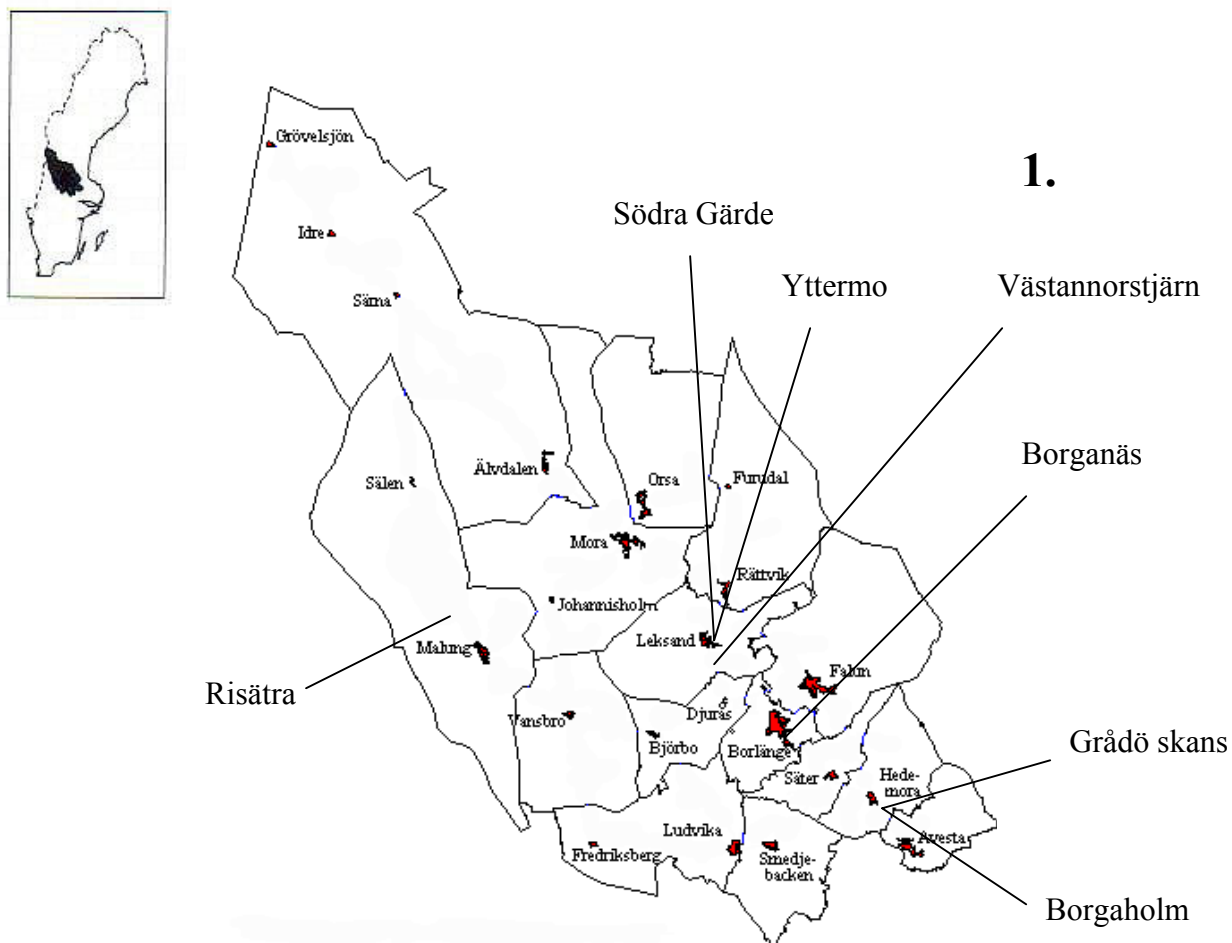 1.
Grövelsjön
Södra Gärde
Idre
Yttermo
Västannorstjärn
Särna
Borganäs
Älvdalen
Sälen
Orsa
Furudal
Mora
Rättvik
Johannisholm
Leksand
Malung
Falun
Risätra
Djurås
Vansbro
Björbo
Borlänge
Grådö skans
Säter
Hede-
mora
Ludvika
Avesta
Fredriksberg
Smedje-
backen
Borgaholm